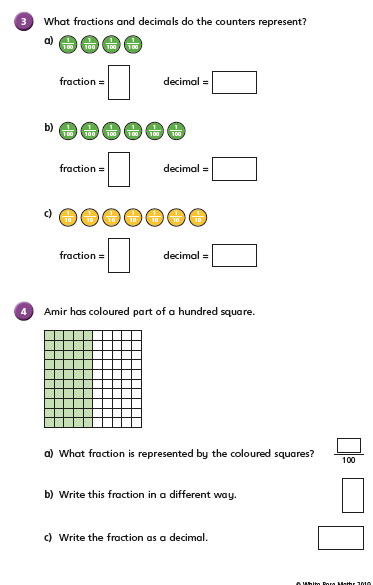 3 What fractions and decimals do the counters represent?
a) 1/100 1/100 1/100 1/100
fraction = decimal =
b) 1/100 1/100 1/100 1/100 1/100 1/100
fraction = decimal =
c) 1/10 1/10 1/10 1/10 1/10 1/10 1/10
fraction = decimal =
4 Amir has coloured part of a hundred square.
a) What fraction is represented by the coloured squares?
100
b) Write this fraction in a different way.
c) Write the fraction as a decimal.
© White Rose Maths 2019